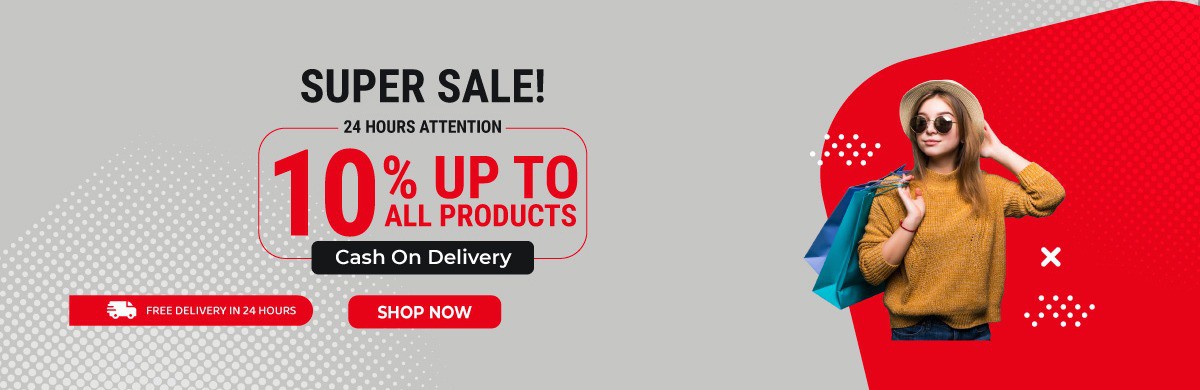 SUPER SALE!
24 HOURS ATTENTION
10% UP TO
ALL PRODUCTS
Cash On Delivery
FREE DELIVERY IN 24 HOURS
SHOP NOW